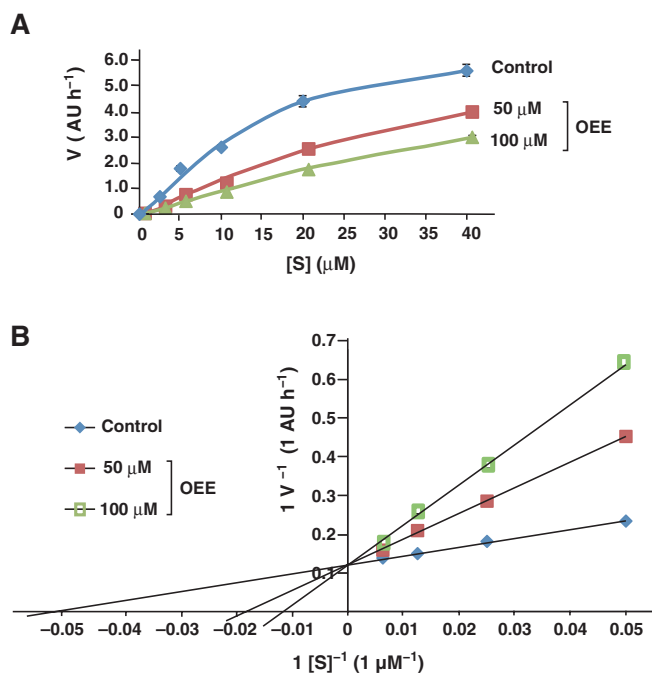 A
V ( AU h⁻¹)
6.0
5.0
4.0
3.0
2.0
1.0
0
0 5 10 15 20 25 30 35 40
[S] (μM)
Control
50 μM
100 μM
OEE
B
Control
50 μM
100 μM
OEE
1 V⁻¹ (1 AU h⁻¹)
0.7
0.6
0.5
0.4
0.3
0.2
0.1
−0.05 −0.04 −0.03 −0.02 −0.01 0 0.01 0.02 0.03 0.04 0.05
1 [S]⁻¹ (1 μM⁻¹)